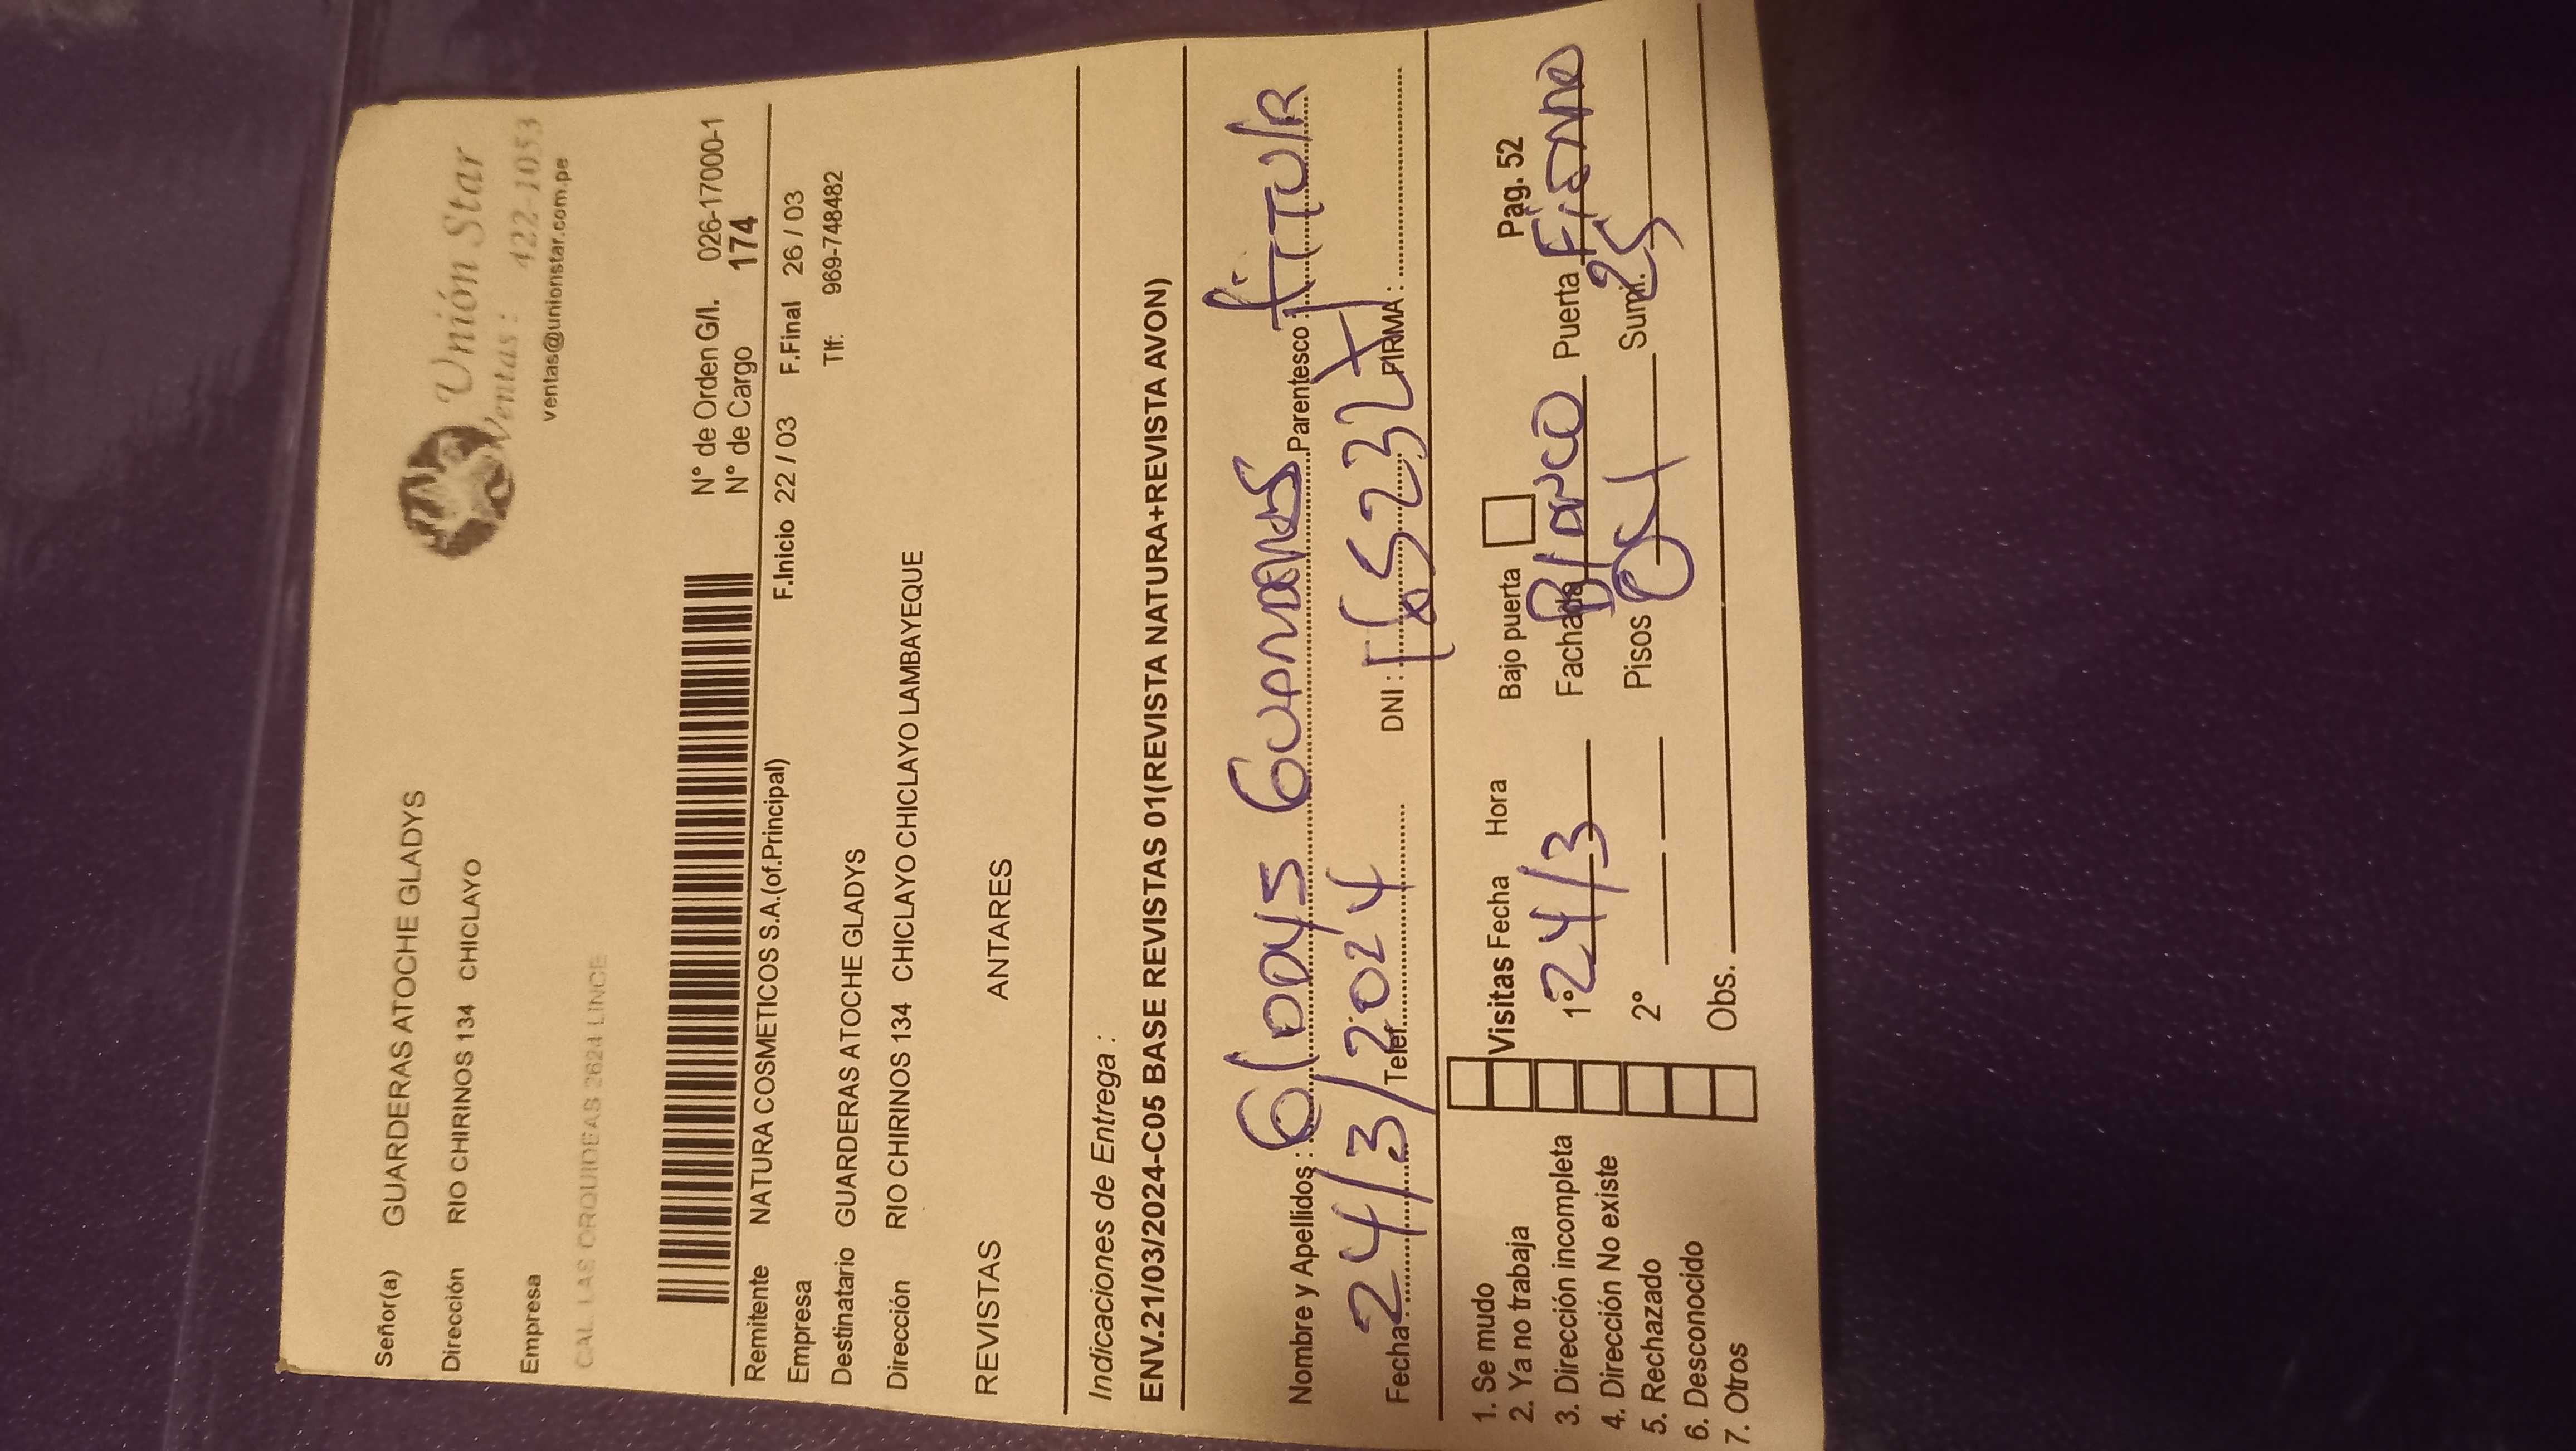 Señor(a) GUARDERAS ATOCHE GLADYS
Unión Star
Dirección RIO CHIRINOS 134 CHICLAYO
Ventas : 422-1053
Empresa
ventas@unionstar.com.pe
CAL. LAS ORQUIDEAS 2624 LINCE
N° de Orden G/I. 026-17000-1
N° de Cargo 174
Remitente NATURA COSMETICOS S.A.(of.Principal)
F.Inicio 22 / 03 F.Final 26 / 03
Empresa
Tlf: 969-748482
Destinatario GUARDERAS ATOCHE GLADYS
Dirección RIO CHIRINOS 134 CHICLAYO CHICLAYO LAMBAYEQUE
REVISTAS ANTARES
Indicaciones de Entrega :
ENV.21/03/2024-C05 BASE REVISTAS 01(REVISTA NATURA+REVISTA AVON)
Nombre y Apellidos : Gladys Parentesco :
Fecha: 24/3/2024 Telef. DNI : FIRMA :
1. Se mudo
2. Ya no trabaja
3. Dirección incompleta
4. Dirección No existe
5. Rechazado
6. Desconocido
7. Otros
Visitas Fecha Hora Bajo puerta Pag. 52
1° 24/3 Fachada Blanco Puerta
2° Pisos Sumi. 25
Obs.